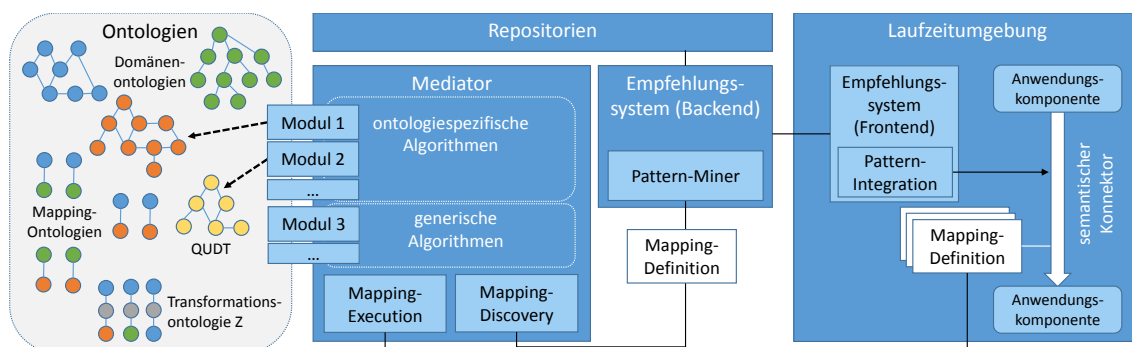 Ontologien
Domänen-
ontologien
Mapping-
Ontologien
QUDT
Transformations-
ontologie Z
Repositorien
Mediator
Modul 1
Modul 2
...
ontologiespezifische
Algorithmen
Modul 3
...
generische
Algorithmen
Mapping-
Execution
Mapping-
Discovery
Empfehlungs-
system (Backend)
Pattern-Miner
Mapping-
Definition
Laufzeitumgebung
Empfehlungs-
system
(Frontend)
Pattern-
Integration
Mapping-
Definition
Anwendungs-
komponente
semantischer
Konnektor
Anwendungs-
komponente